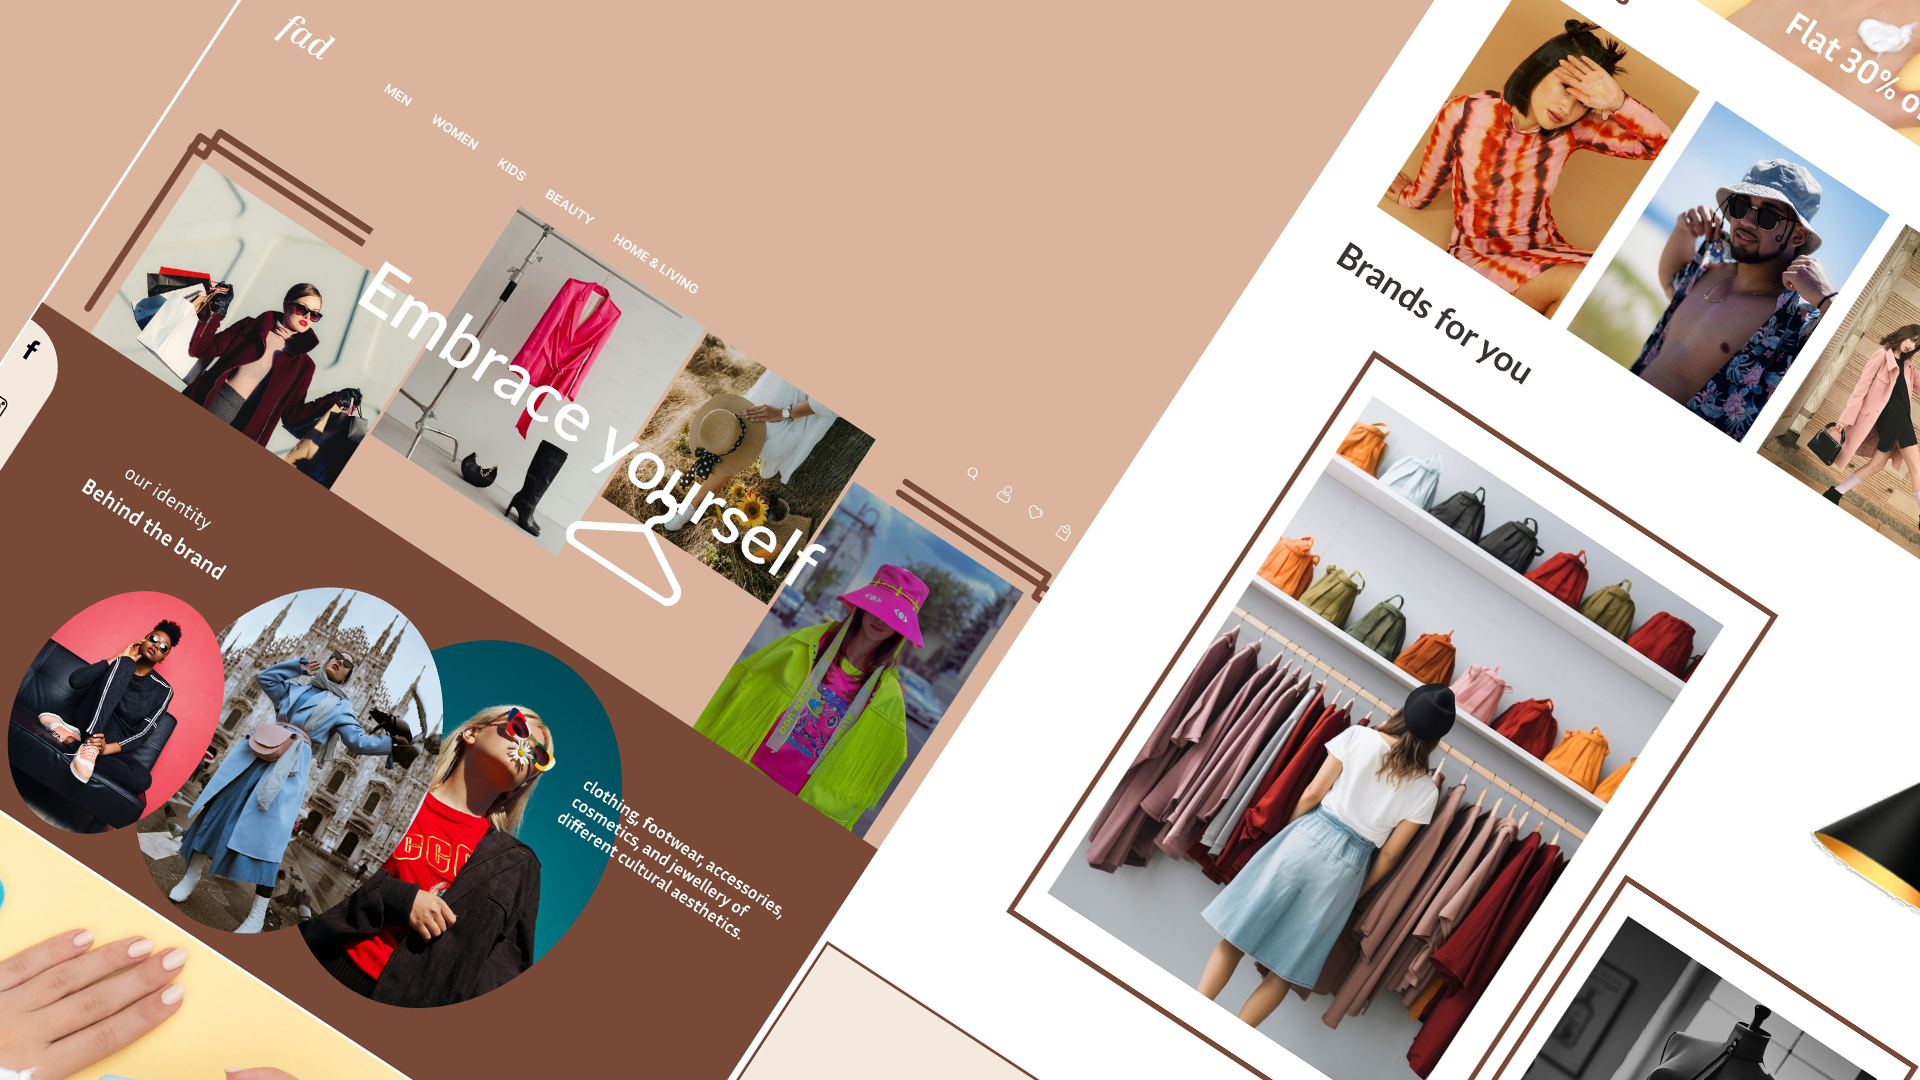 fad
MEN
WOMEN
KIDS
BEAUTY
HOME & LIVING
Embrace yourself
our identity
Behind the brand
clothing, footwear, accessories,
cosmetics, and jewellery of
different cultural aesthetics.
Flat 30%
Brands for you